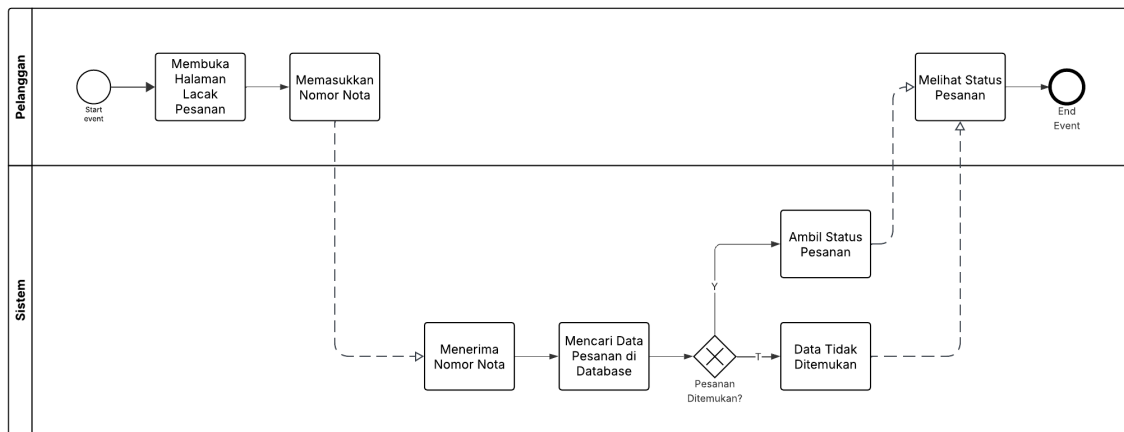 Pelanggan
Start
event
Membuka
Halaman
Lacak
Pesanan
Memasukkan
Nomor Nota
Melihat Status
Pesanan
End
Event
Sistem
Menerima
Nomor Nota
Mencari Data
Pesanan di
Database
Pesanan
Ditemukan?
Y
Ambil Status
Pesanan
T
Data Tidak
Ditemukan